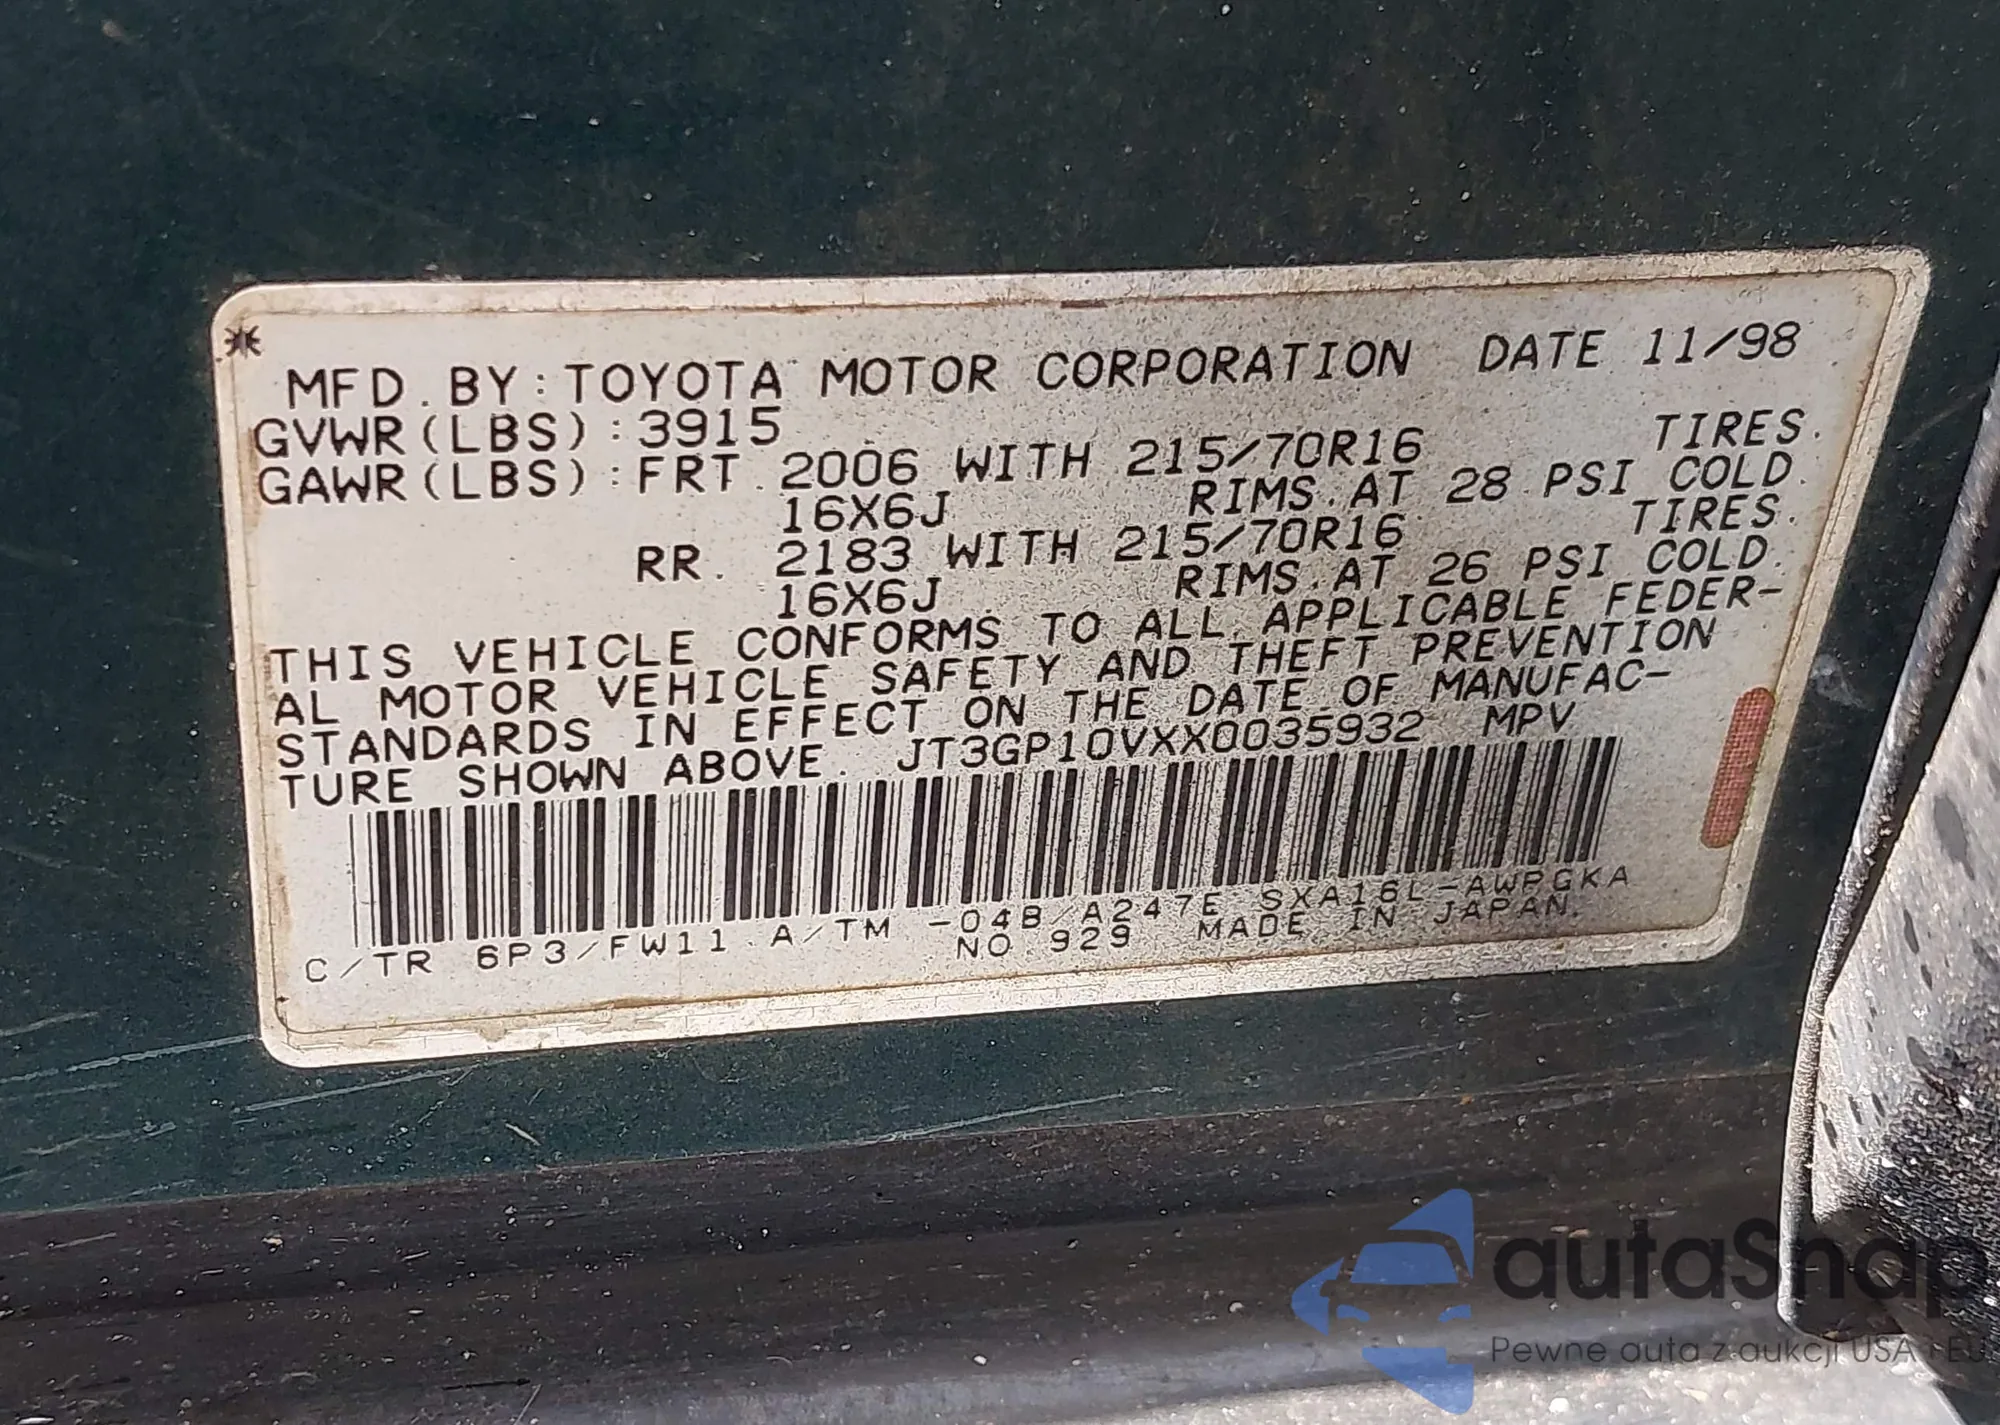 MFD. BY: TOYOTA MOTOR CORPORATION DATE 11/98
GVWR(LBS): 3915
GAWR(LBS): FRT. 2006 WITH 215/70R16 TIRES.
16X6J RIMS. AT 28 PSI COLD.
RR. 2183 WITH 215/70R16 TIRES.
16X6J RIMS. AT 26 PSI COLD.
THIS VEHICLE CONFORMS TO ALL APPLICABLE FEDER-
AL MOTOR VEHICLE SAFETY AND THEFT PREVENTION
STANDARDS IN EFFECT ON THE DATE OF MANUFAC-
TURE SHOWN ABOVE. JT3GP10VXX0035932 MPV
C/TR 6P3/FW11 A/TM -04B/A247E SXA16L-AWPGKA
NO.929 MADE IN JAPAN.
autaSnap
Pewne auta z aukcji USA i EU